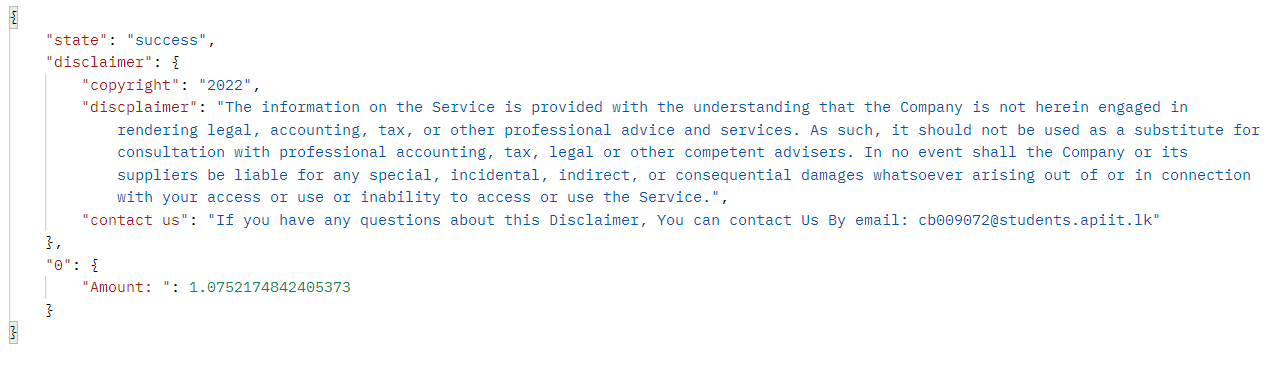 {
"state": "success",
"disclaimer": {
"copyright": "2022",
"discplaimer": "The information on the Service is provided with the understanding that the Company is not herein engaged in
rendering legal, accounting, tax, or other professional advice and services. As such, it should not be used as a substitute for
consultation with professional accounting, tax, legal or other competent advisers. In no event shall the Company or its
suppliers be liable for any special, incidental, indirect, or consequential damages whatsoever arising out of or in connection
with your access or use or inability to access or use the Service.",
"contact us": "If you have any questions about this Disclaimer, You can contact Us By email: cb009072@students.apiit.lk"
},
"0": {
"Amount: ": 1.0752174842405373
}
}